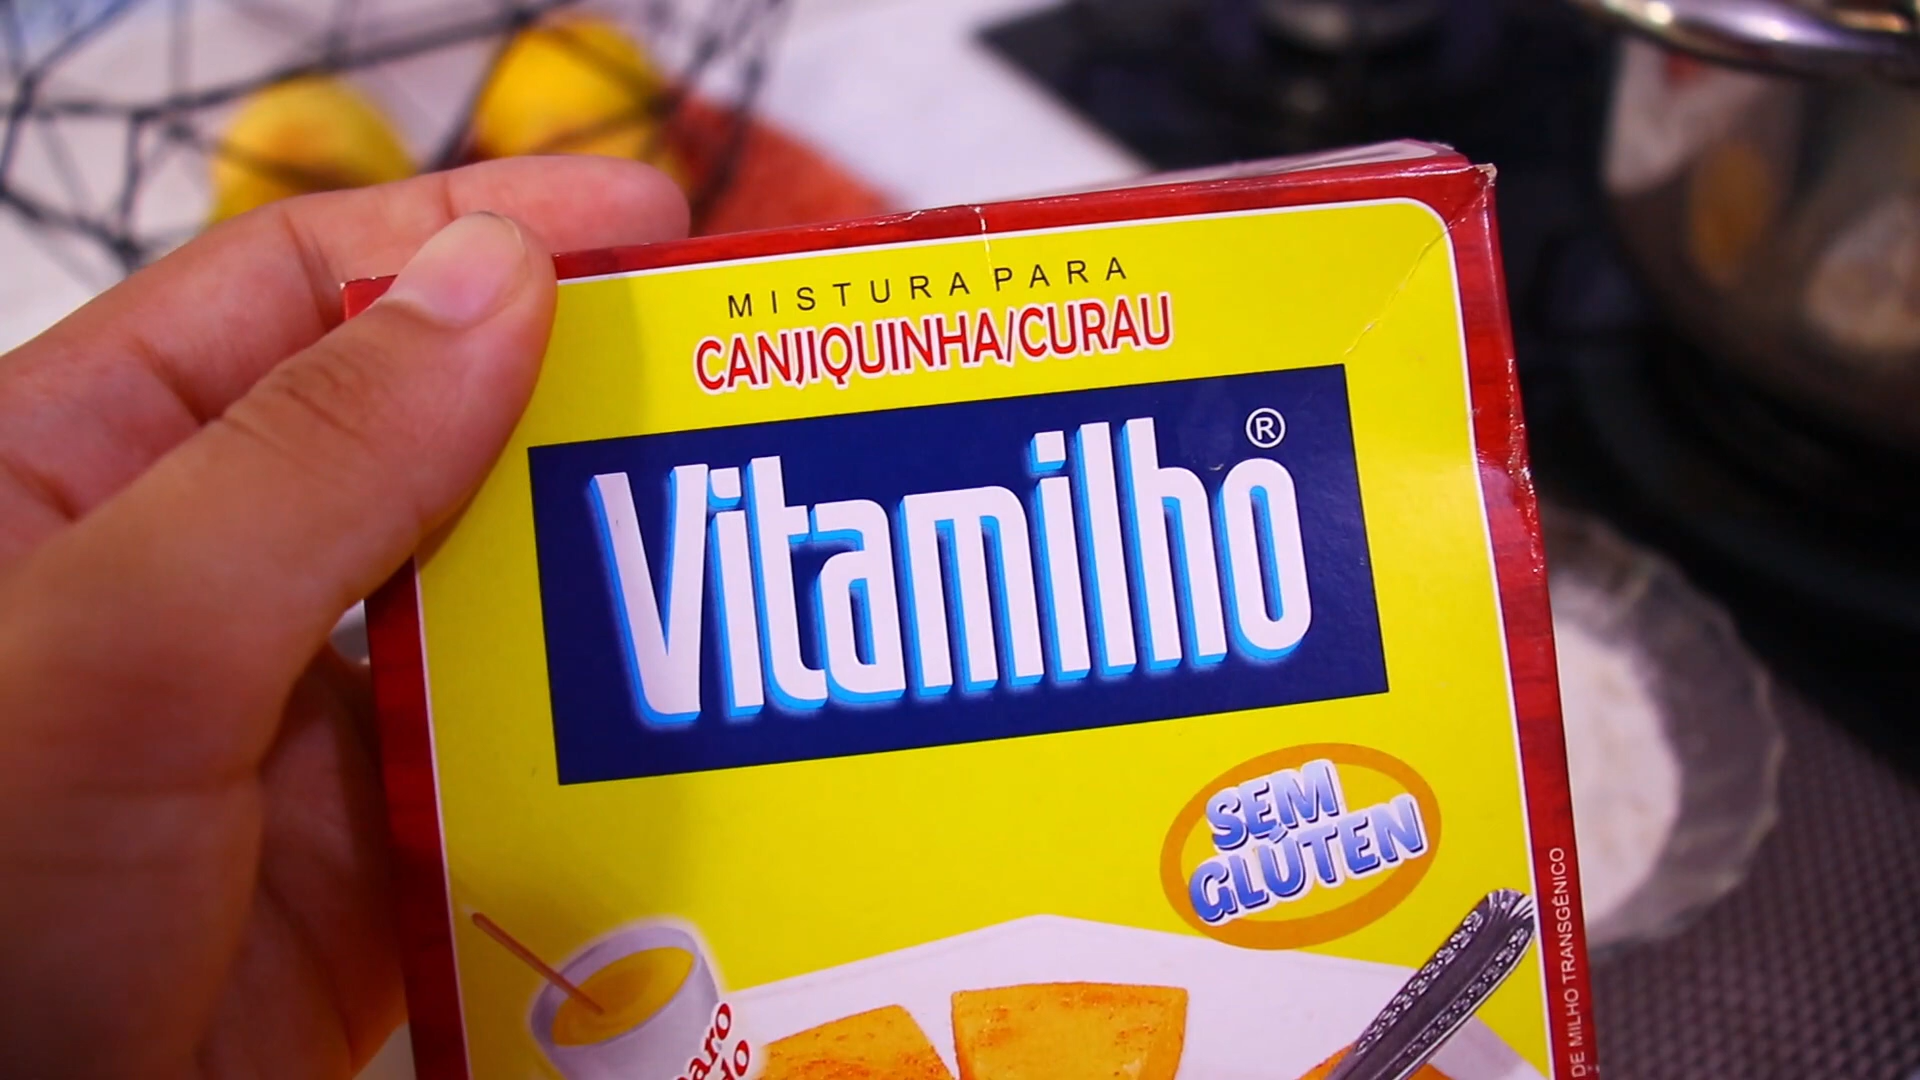 MISTURA PARA
CANJIQUINHA/CURAU
Vitamilho®
SEM
GLÚTEN
DE MILHO TRANSGÊNICO